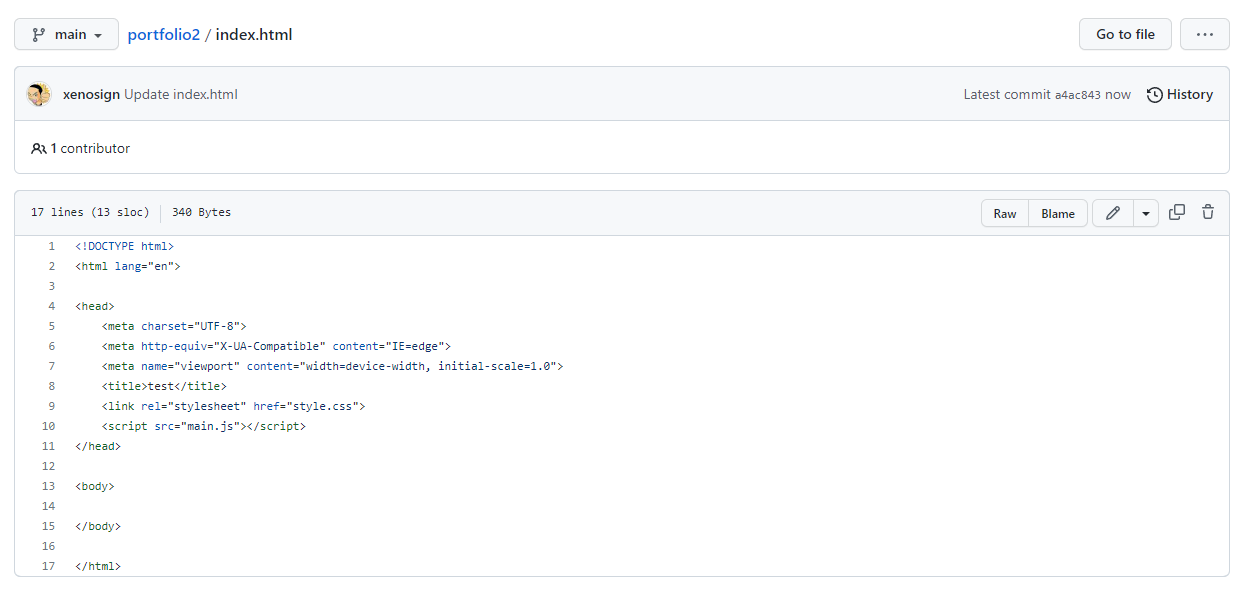 main
portfolio2 / index.html
Go to file
...
xenosign Update index.html
Latest commit a4ac843 now
History
1 contributor
17 lines (13 sloc)
340 Bytes
Raw
Blame
1 <!DOCTYPE html>
2 <html lang="en">
3
4 <head>
5     <meta charset="UTF-8">
6     <meta http-equiv="X-UA-Compatible" content="IE=edge">
7     <meta name="viewport" content="width=device-width, initial-scale=1.0">
8     <title>test</title>
9     <link rel="stylesheet" href="style.css">
10     <script src="main.js"></script>
11 </head>
12
13 <body>
14
15 </body>
16
17 </html>